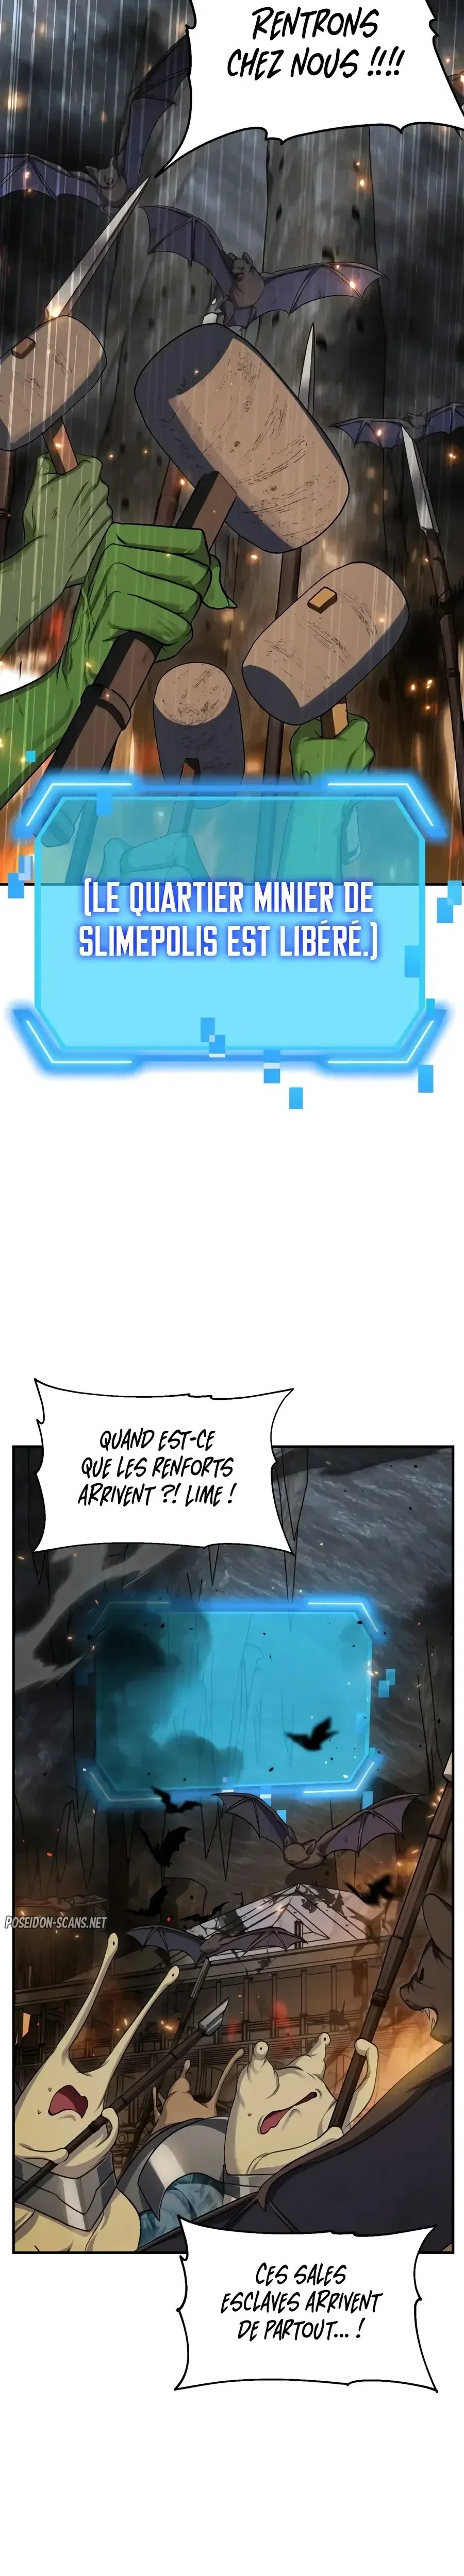 RENTRONS
CHEZ NOUS !!!!
(LE QUARTIER MINIER DE
SLIMEPOLIS EST LIBÉRÉ.)
QUAND EST-CE
QUE LES RENFORTS
ARRIVENT ?! LIME !
POSEIDON-SCANS.NET
CES SALES
ESCLAVES ARRIVENT
DE PARTOUT... !